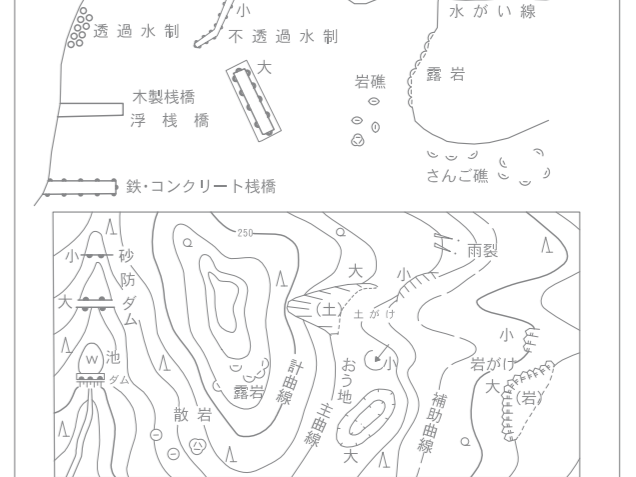 小
水がい線
透過水制
不透過水制
大
露岩
岩礁
木製桟橋
浮桟橋
さんご礁
鉄・コンクリート桟橋
250
雨裂
小
砂防ダム
大
大
小
(土)
土がけ
小
W
池
ダム
小
岩がけ
大
(岩)
露岩
計曲線
おう地
主曲線
補助曲線
散岩
大